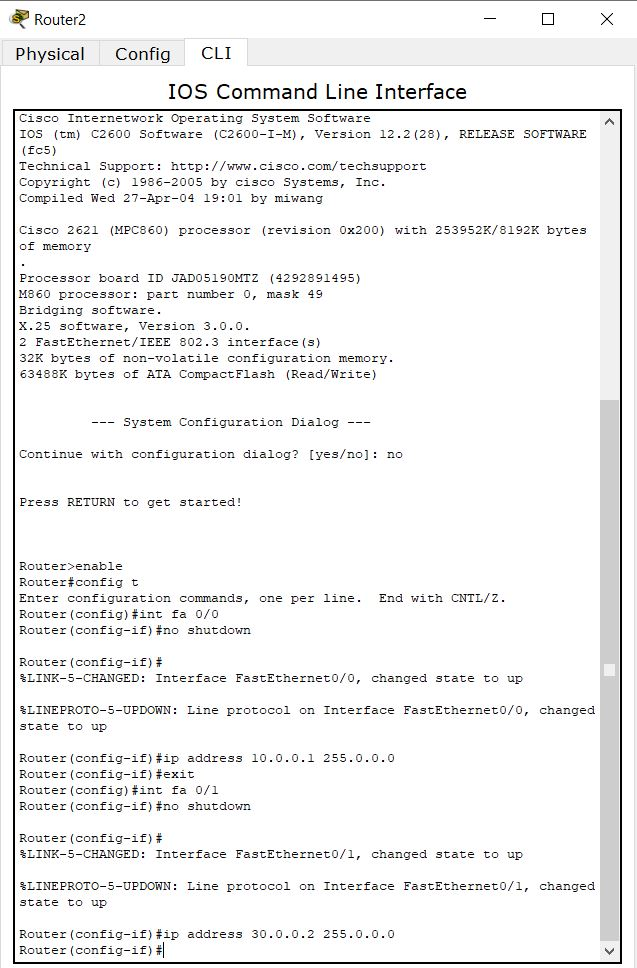 Router2
Physical Config CLI
IOS Command Line Interface
Cisco Internetwork Operating System Software
IOS (tm) C2600 Software (C2600-I-M), Version 12.2(28), RELEASE SOFTWARE
(fc5)
Technical Support: http://www.cisco.com/techsupport
Copyright (c) 1986-2005 by cisco Systems, Inc.
Compiled Wed 27-Apr-04 19:01 by miwang
Cisco 2621 (MPC860) processor (revision 0x200) with 253952K/8192K bytes
of memory
.
Processor board ID JAD05190MTZ (4292891495)
M860 processor: part number 0, mask 49
Bridging software.
X.25 software, Version 3.0.0.
2 FastEthernet/IEEE 802.3 interface(s)
32K bytes of non-volatile configuration memory.
63488K bytes of ATA CompactFlash (Read/Write)
--- System Configuration Dialog ---
Continue with configuration dialog? [yes/no]: no
Press RETURN to get started!
Router>enable
Router#config t
Enter configuration commands, one per line.  End with CNTL/Z.
Router(config)#int fa 0/0
Router(config-if)#no shutdown
Router(config-if)#
%LINK-5-CHANGED: Interface FastEthernet0/0, changed state to up
%LINEPROTO-5-UPDOWN: Line protocol on Interface FastEthernet0/0, changed
state to up
Router(config-if)#ip address 10.0.0.1 255.0.0.0
Router(config-if)#exit
Router(config)#int fa 0/1
Router(config-if)#no shutdown
Router(config-if)#
%LINK-5-CHANGED: Interface FastEthernet0/1, changed state to up
%LINEPROTO-5-UPDOWN: Line protocol on Interface FastEthernet0/1, changed
state to up
Router(config-if)#ip address 30.0.0.2 255.0.0.0
Router(config-if)#